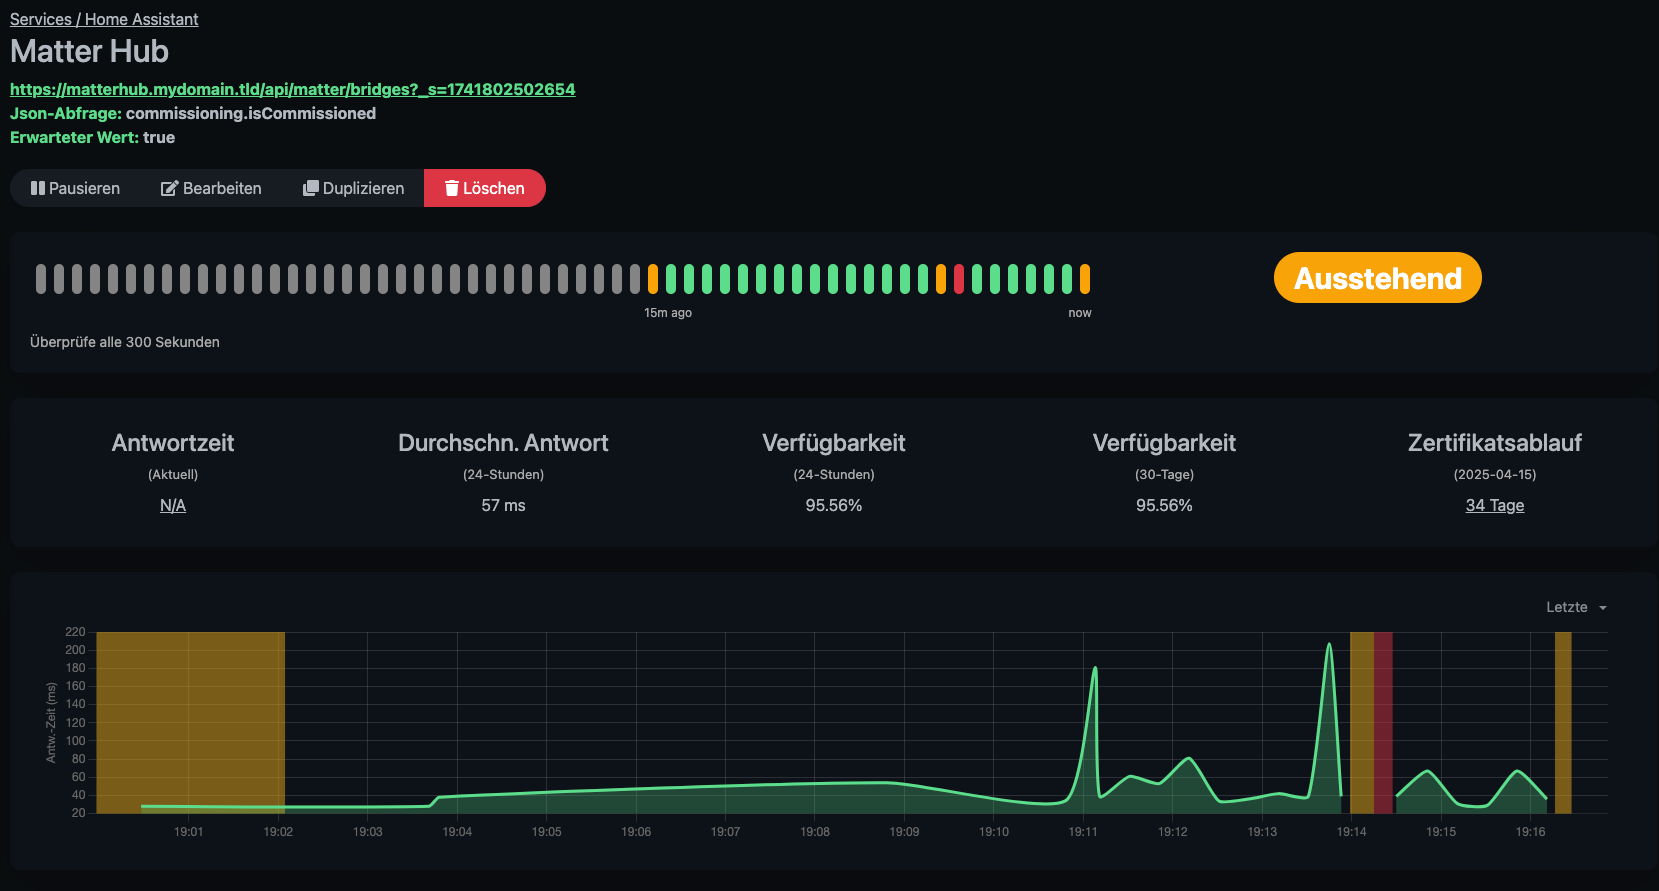 Services / Home Assistant
Matter Hub
https://matterhub.mydomain.tld/api/matter/bridges?_s=1741802502654
Json-Abfrage: commissioning.isCommissioned
Erwarteter Wert: true
Pausieren Bearbeiten Duplizieren Löschen
Ausstehend
15m ago now
Überprüfe alle 300 Sekunden
Antwortzeit Durchschn. Antwort Verfügbarkeit Verfügbarkeit Zertifikatsablauf
(Aktuell) (24-Stunden) (24-Stunden) (30-Tage) (2025-04-15)
N/A 57 ms 95.56% 95.56% 34 Tage
Letzte
Antw.-Zeit (ms)
220
200
180
160
140
120
100
80
60
40
20
19:01 19:02 19:03 19:04 19:05 19:06 19:07 19:08 19:09 19:10 19:11 19:12 19:13 19:14 19:15 19:16